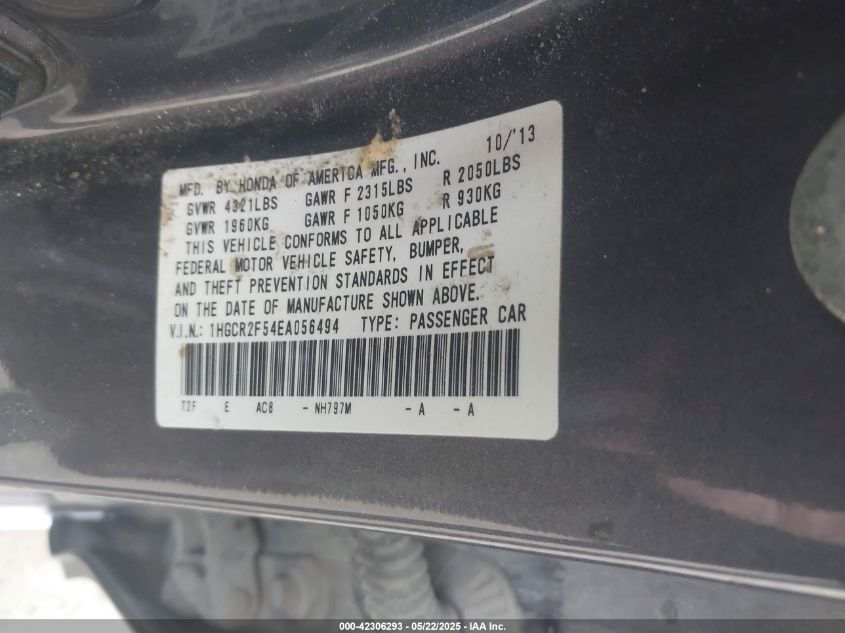 10/'13
MFD. BY HONDA OF AMERICA MFG., INC.
GVWR 4321LBS GAWR F 2315LBS R 2050LBS
GVWR 1960KG GAWR F 1050KG R 930KG
THIS VEHICLE CONFORMS TO ALL APPLICABLE
FEDERAL MOTOR VEHICLE SAFETY, BUMPER,
AND THEFT PREVENTION STANDARDS IN EFFECT
ON THE DATE OF MANUFACTURE SHOWN ABOVE.
V.I.N.: 1HGCR2F54EA056494 TYPE: PASSENGER CAR
T2F E AC8 - NH797M - A - A
000-42306293 - 05/22/2025 - IAA Inc.